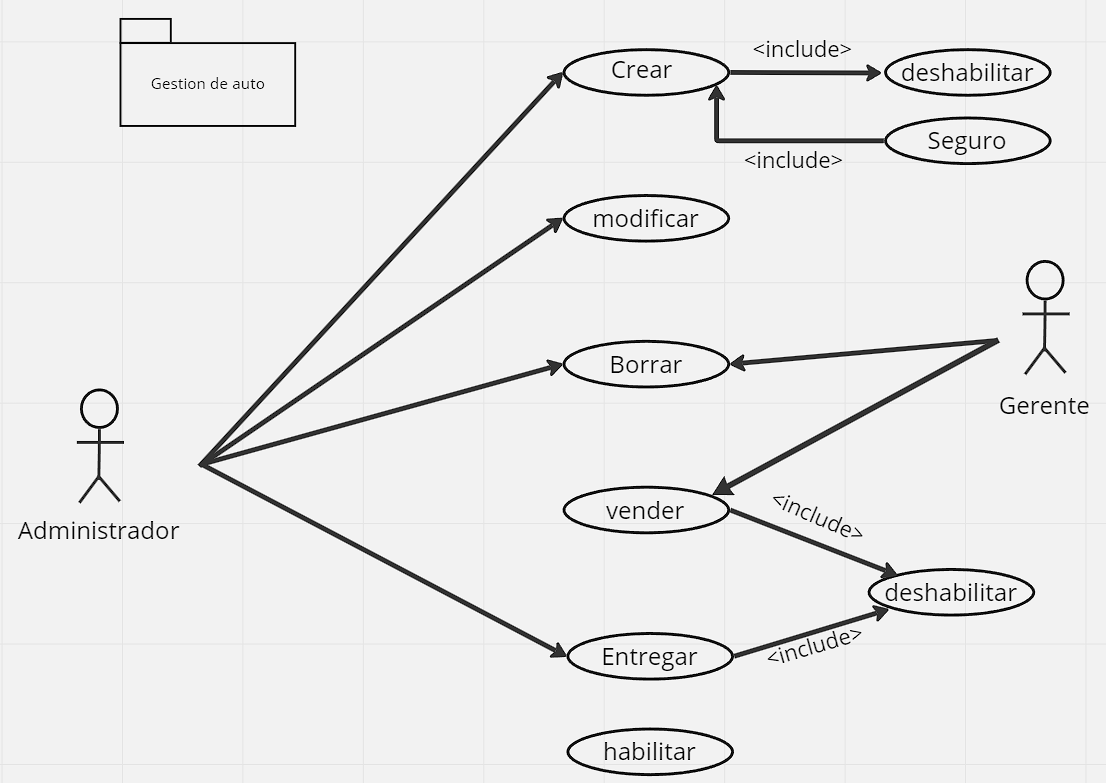 Gestion de auto
Crear
<include>
deshabilitar
Seguro
<include>
modificar
Borrar
Gerente
Administrador
vender
<include>
deshabilitar
Entregar
<include>
habilitar